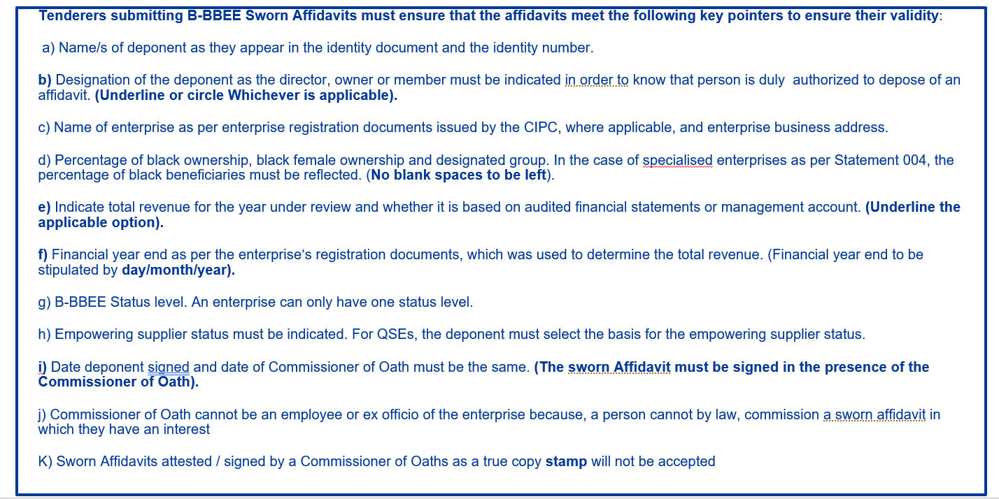 Tenderers submitting B-BBEE Sworn Affidavits must ensure that the affidavits meet the following key pointers to ensure their validity:
a) Name/s of deponent as they appear in the identity document and the identity number.
b) Designation of the deponent as the director, owner or member must be indicated in order to know that person is duly  authorized to depose of an
affidavit. (Underline or circle Whichever is applicable).
c) Name of enterprise as per enterprise registration documents issued by the CIPC, where applicable, and enterprise business address.
d) Percentage of black ownership, black female ownership and designated group. In the case of specialised enterprises as per Statement 004, the
percentage of black beneficiaries must be reflected. (No blank spaces to be left).
e) Indicate total revenue for the year under review and whether it is based on audited financial statements or management account. (Underline the
applicable option).
f) Financial year end as per the enterprise’s registration documents, which was used to determine the total revenue. (Financial year end to be
stipulated by day/month/year).
g) B-BBEE Status level. An enterprise can only have one status level.
h) Empowering supplier status must be indicated. For QSEs, the deponent must select the basis for the empowering supplier status.
i) Date deponent signed and date of Commissioner of Oath must be the same. (The sworn Affidavit must be signed in the presence of the
Commissioner of Oath).
j) Commissioner of Oath cannot be an employee or ex officio of the enterprise because, a person cannot by law, commission a sworn affidavit in
which they have an interest
K) Sworn Affidavits attested / signed by a Commissioner of Oaths as a true copy stamp will not be accepted